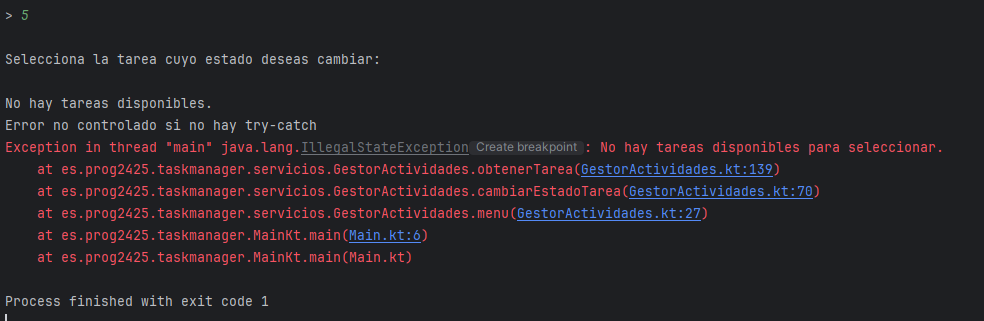 > 5
Selecciona la tarea cuyo estado deseas cambiar:
No hay tareas disponibles.
Error no controlado si no hay try-catch
Exception in thread "main" java.lang.IllegalStateException Create breakpoint : No hay tareas disponibles para seleccionar.
at es.prog2425.taskmanager.servicios.GestorActividades.obtenerTarea(GestorActividades.kt:139)
at es.prog2425.taskmanager.servicios.GestorActividades.cambiarEstadoTarea(GestorActividades.kt:70)
at es.prog2425.taskmanager.servicios.GestorActividades.menu(GestorActividades.kt:27)
at es.prog2425.taskmanager.MainKt.main(Main.kt:6)
at es.prog2425.taskmanager.MainKt.main(Main.kt)
Process finished with exit code 1